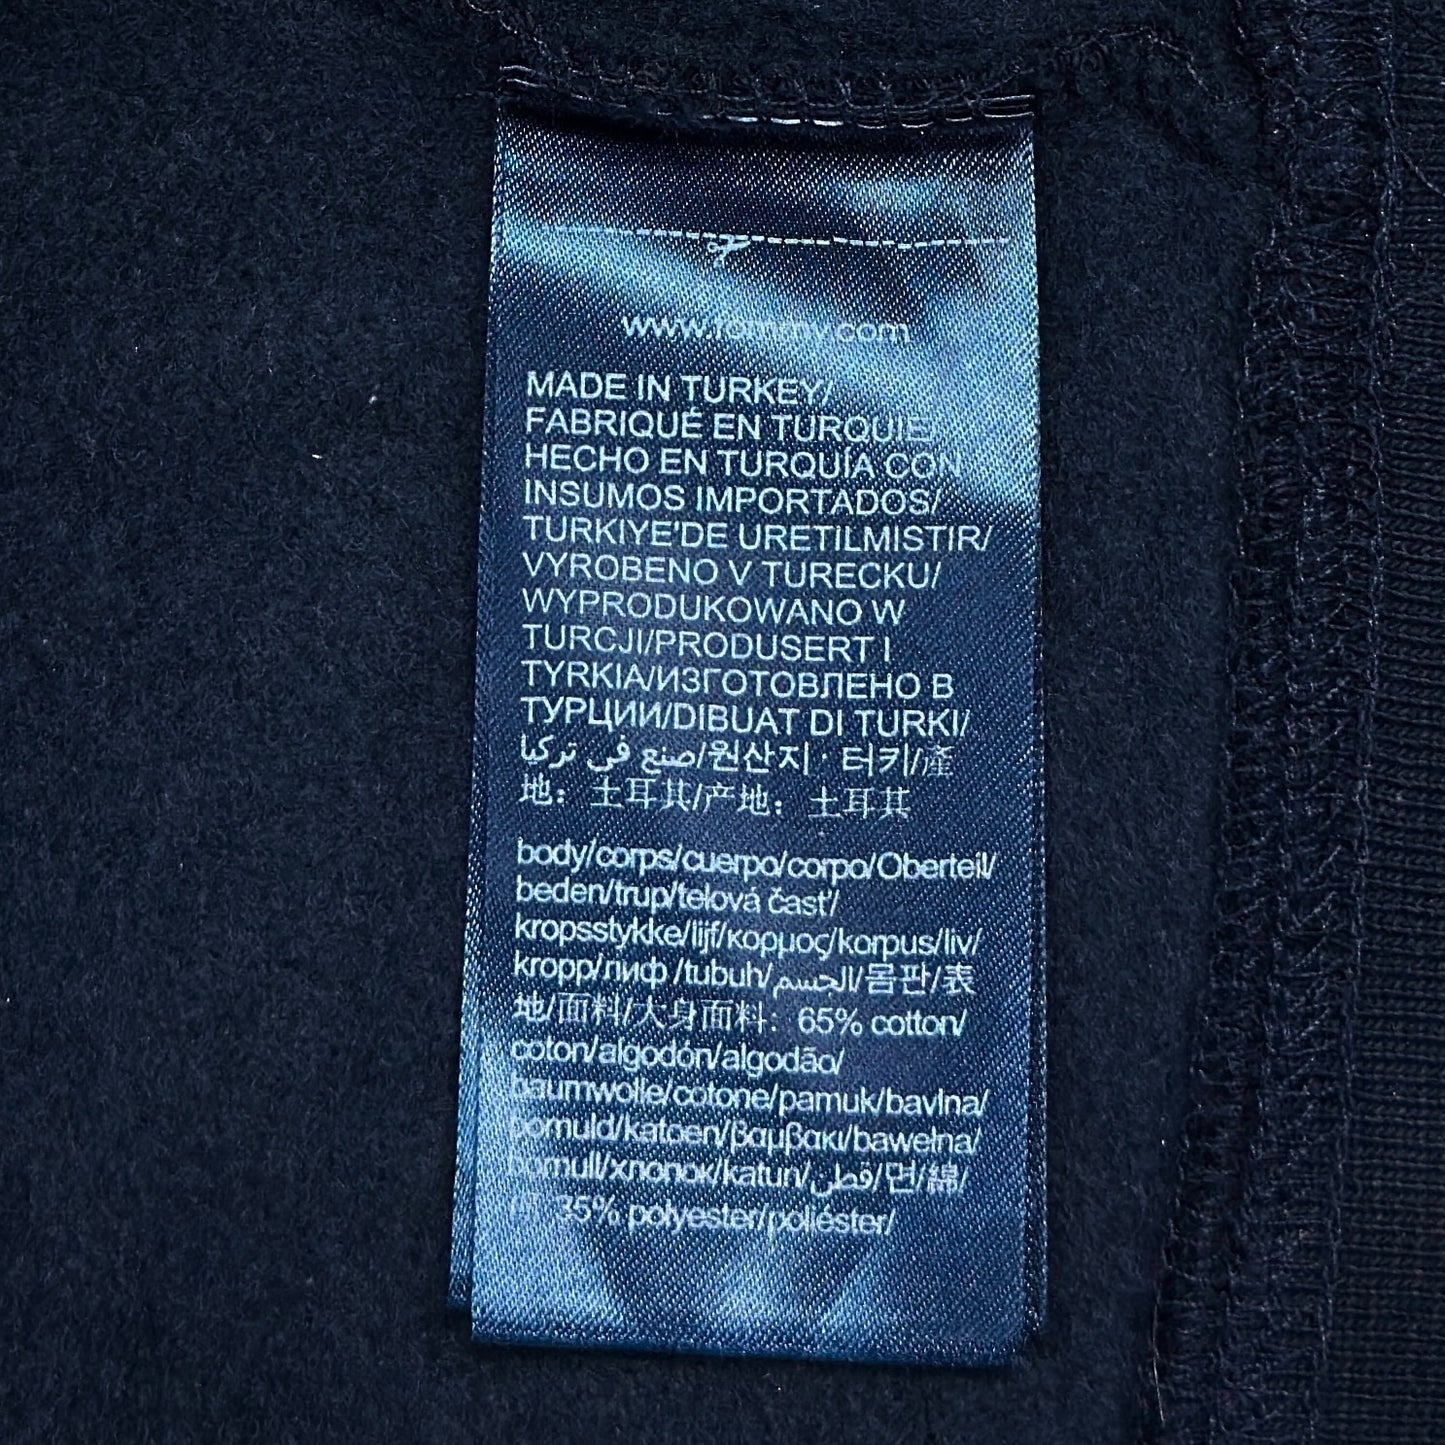 www.tommy.com
MADE IN TURKEY/
FABRIQUÉ EN TURQUIE/
HECHO EN TURQUÍA CON
INSUMOS IMPORTADOS/
TURKIYE'DE URETILMISTIR/
VYROBENO V TURECKU/
WYPRODUKOWANO W
TURCJI/PRODUSERT I
TYRKIA/ИЗГОТОВЛЕНО В
ТУРЦИИ/DIBUAT DI TURKI/
صنع في تركيا/원산지 · 터키/產
地：土耳其/产地：土耳其
body/corps/cuerpo/corpo/Oberteil/
beden/trup/telová časť/
kropsstykke/lijf/κορμος/korpus/liv/
kropp/лиф /tubuh/الجسم/몸판/表
地/面料/大身面料: 65% cotton/
coton/algodón/algodão/
baumwolle/cotone/pamuk/bavlna/
bomuld/katoen/βαμβακι/bawełna/
bomull/хлопок/katun/قطن/면/綿/
35% polyester/poliéster/